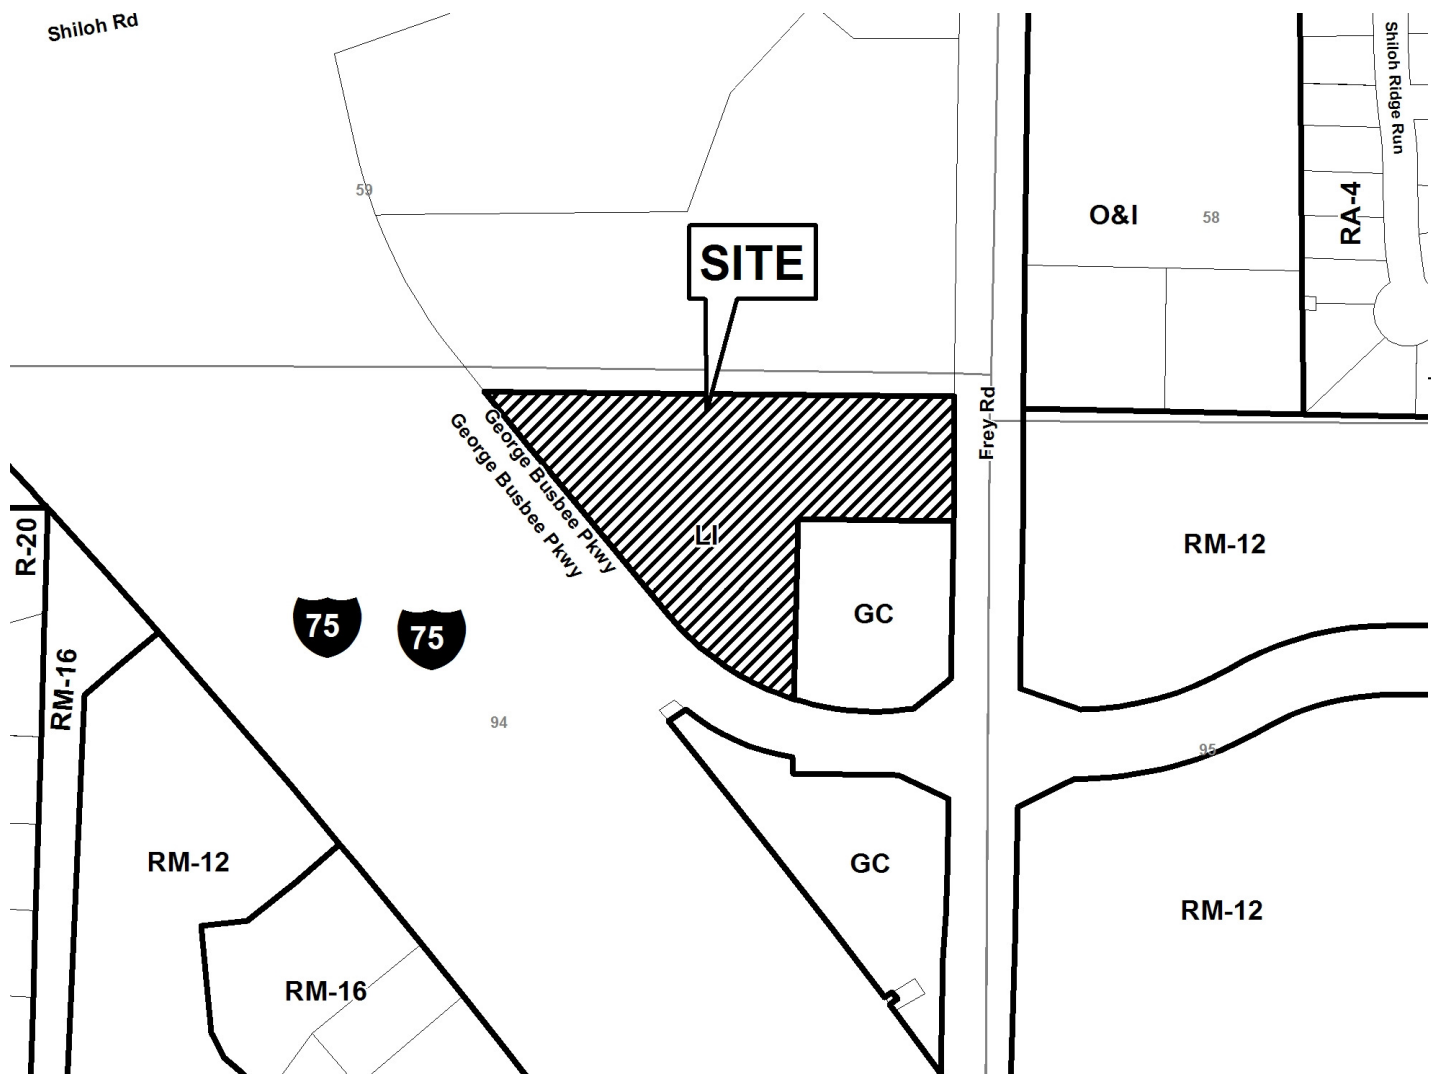 Shiloh Rd
Shiloh Ridge Run
59
O&I
58
RA-4
SITE
Frey Rd
George Busbee Pkwy
George Busbee Pkwy
R-20
LI
RM-12
GC
75
75
RM-16
94
95
RM-12
GC
RM-12
RM-16